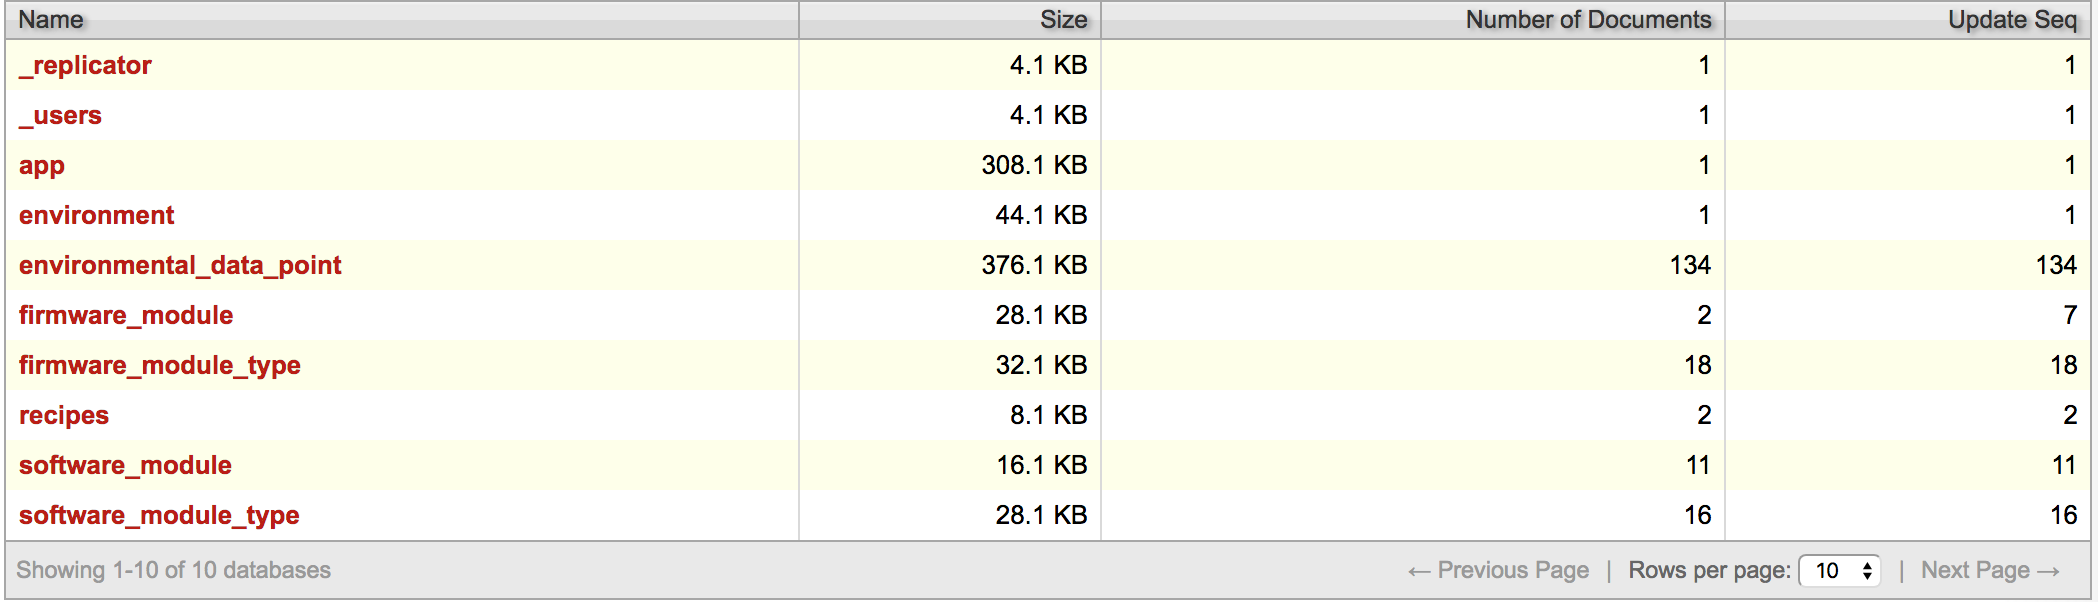 Name Size Number of Documents Update Seq
_replicator 4.1 KB 1 1
_users 4.1 KB 1 1
app 308.1 KB 1 1
environment 44.1 KB 1 1
environmental_data_point 376.1 KB 134 134
firmware_module 28.1 KB 2 7
firmware_module_type 32.1 KB 18 18
recipes 8.1 KB 2 2
software_module 16.1 KB 11 11
software_module_type 28.1 KB 16 16
Showing 1-10 of 10 databases ← Previous Page | Rows per page: 10 | Next Page →